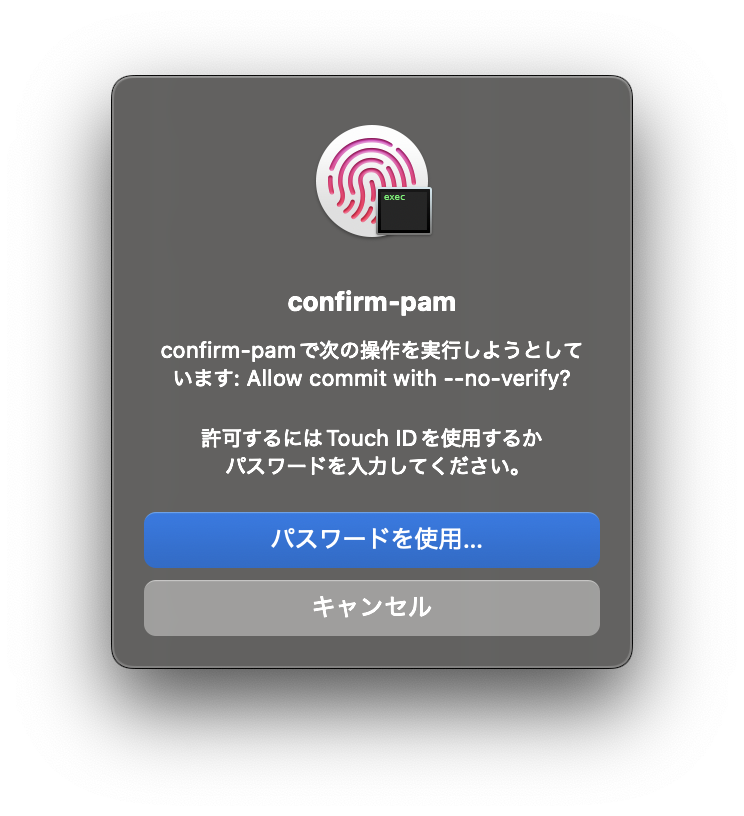 exec
confirm-pam
confirm-pamで次の操作を実行しようとして
います: Allow commit with --no-verify?
許可するにはTouch IDを使用するか
パスワードを入力してください。
パスワードを使用...
キャンセル